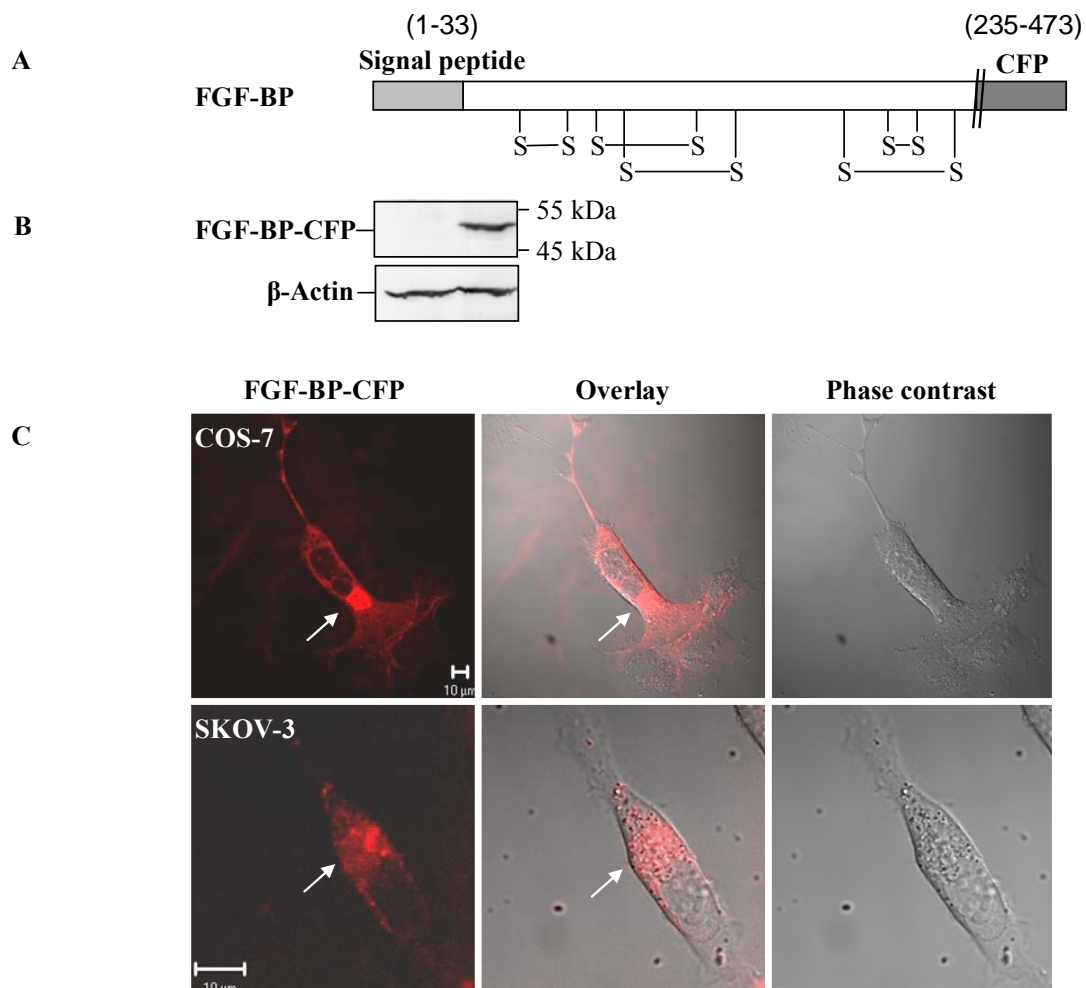 (1-33) (235-473)
A Signal peptide CFP
FGF-BP
S S S S S S
S S S S
B FGF-BP-CFP 55 kDa
45 kDa
β-Actin
FGF-BP-CFP Overlay Phase contrast
C COS-7
10 µm
SKOV-3
10 µm